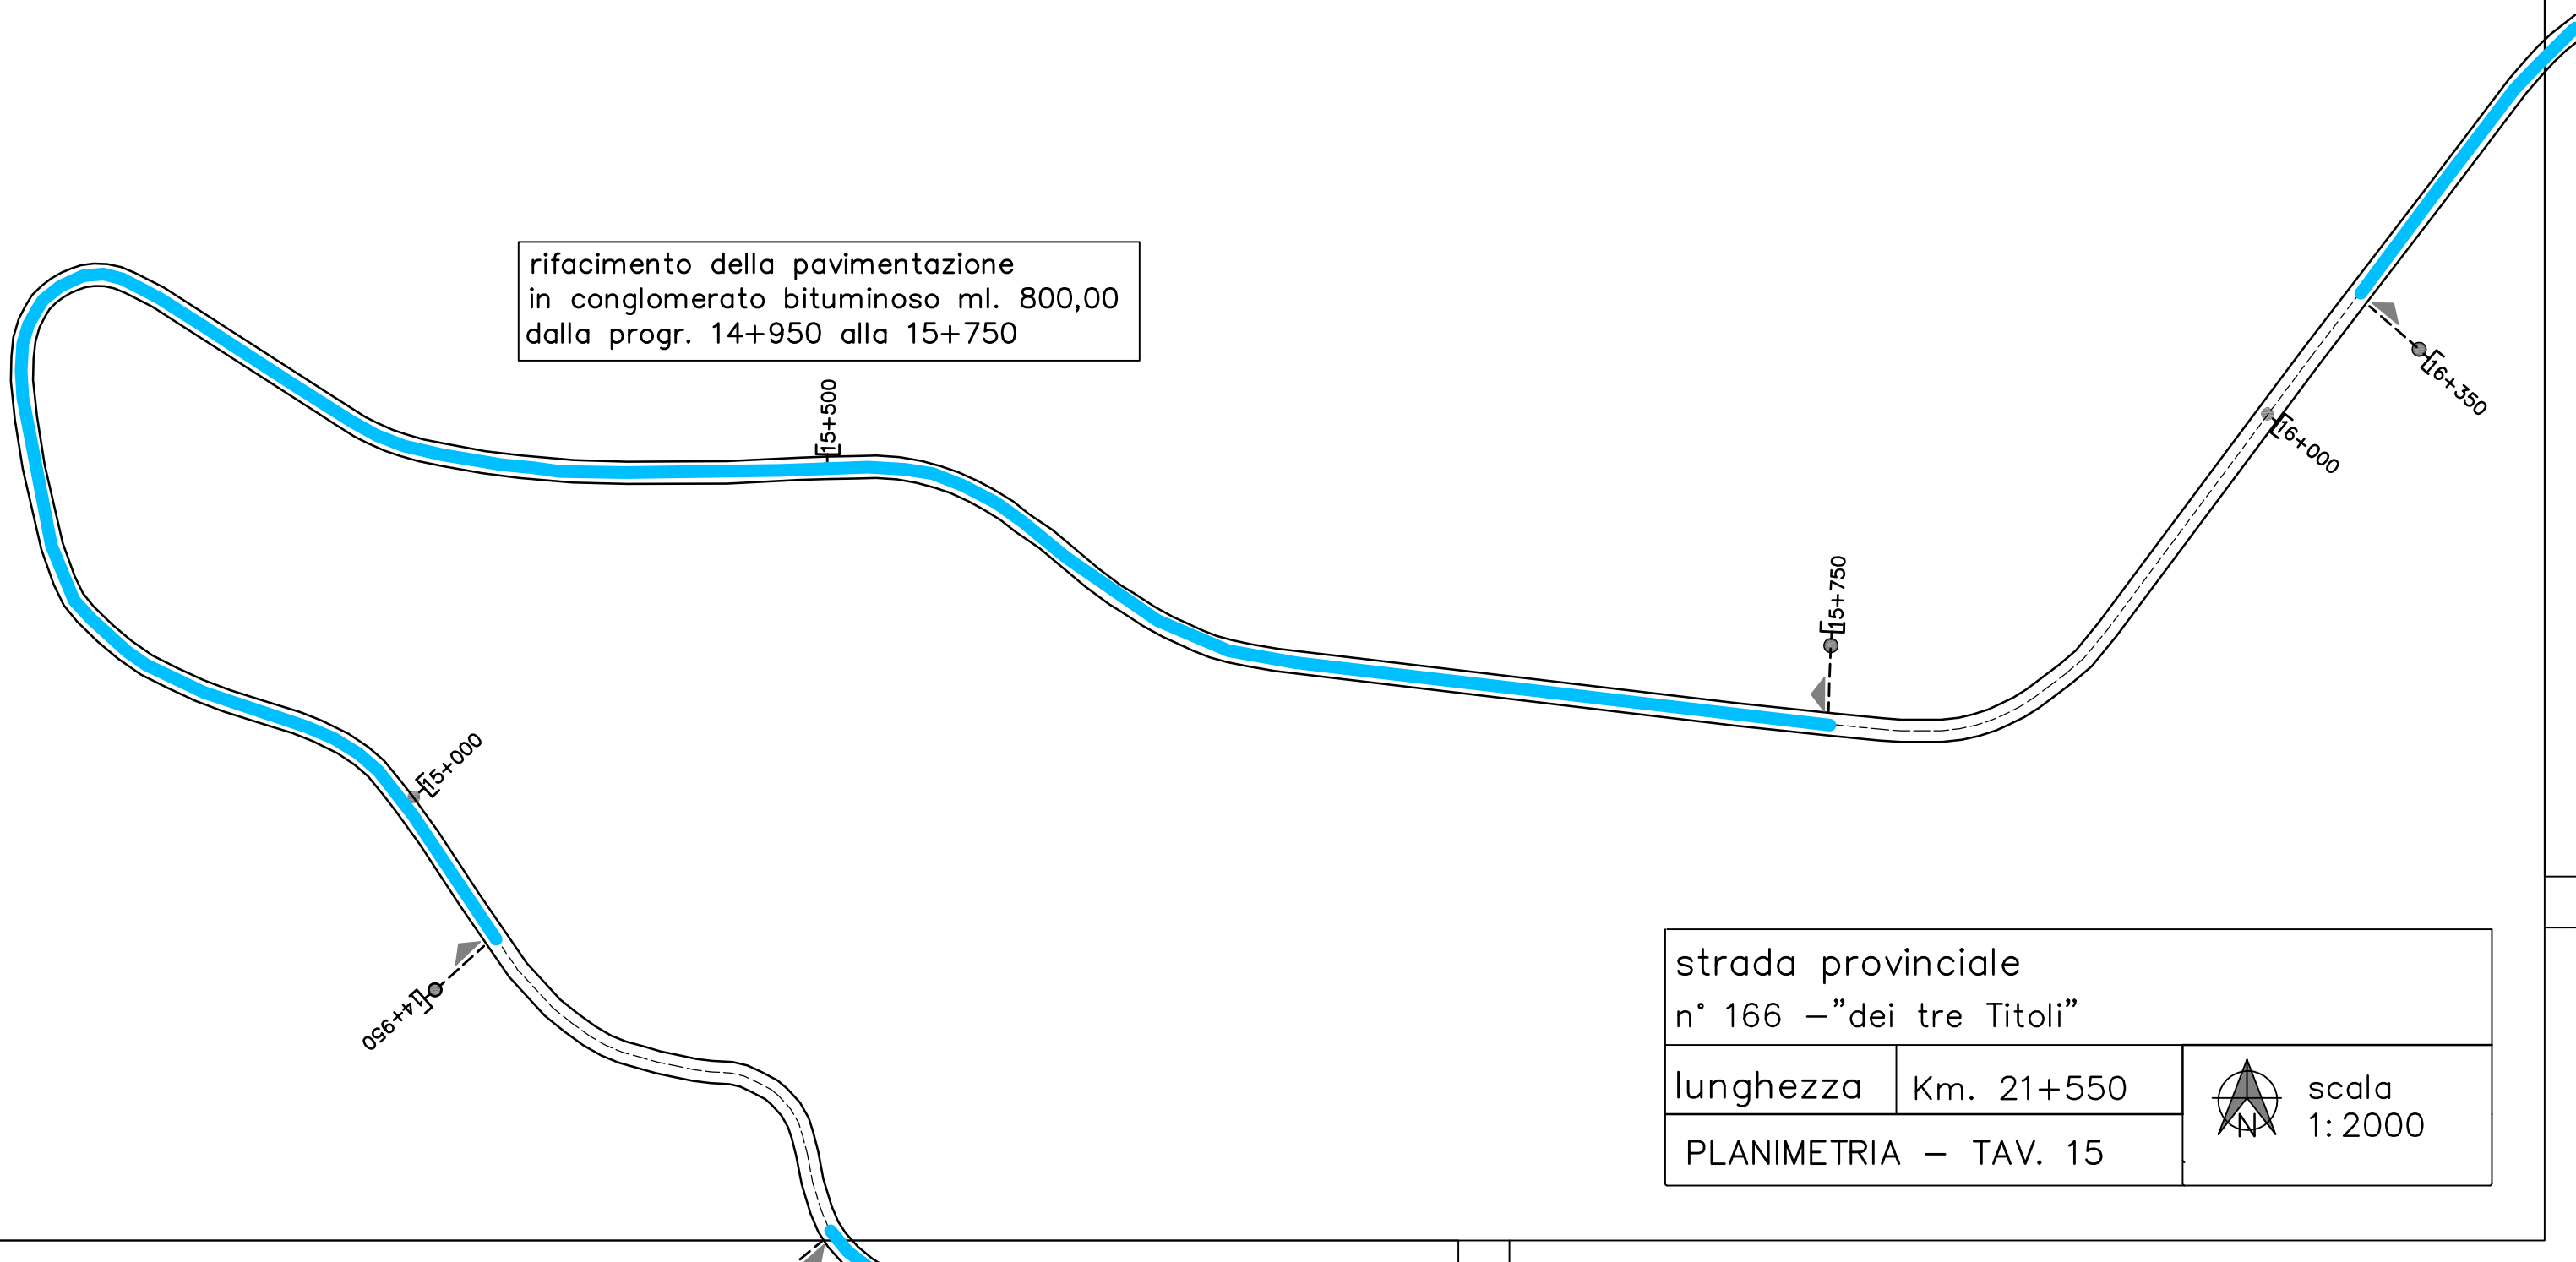 rifacimento della pavimentazione
in conglomerato bituminoso ml. 800,00
dalla progr. 14+950 alla 15+750
15+500
16+350
16+000
15+750
15+000
14+950
strada provinciale
n° 166 –"dei tre Titoli"
lunghezza
Km. 21+550
scala
1:2000
N
PLANIMETRIA – TAV. 15